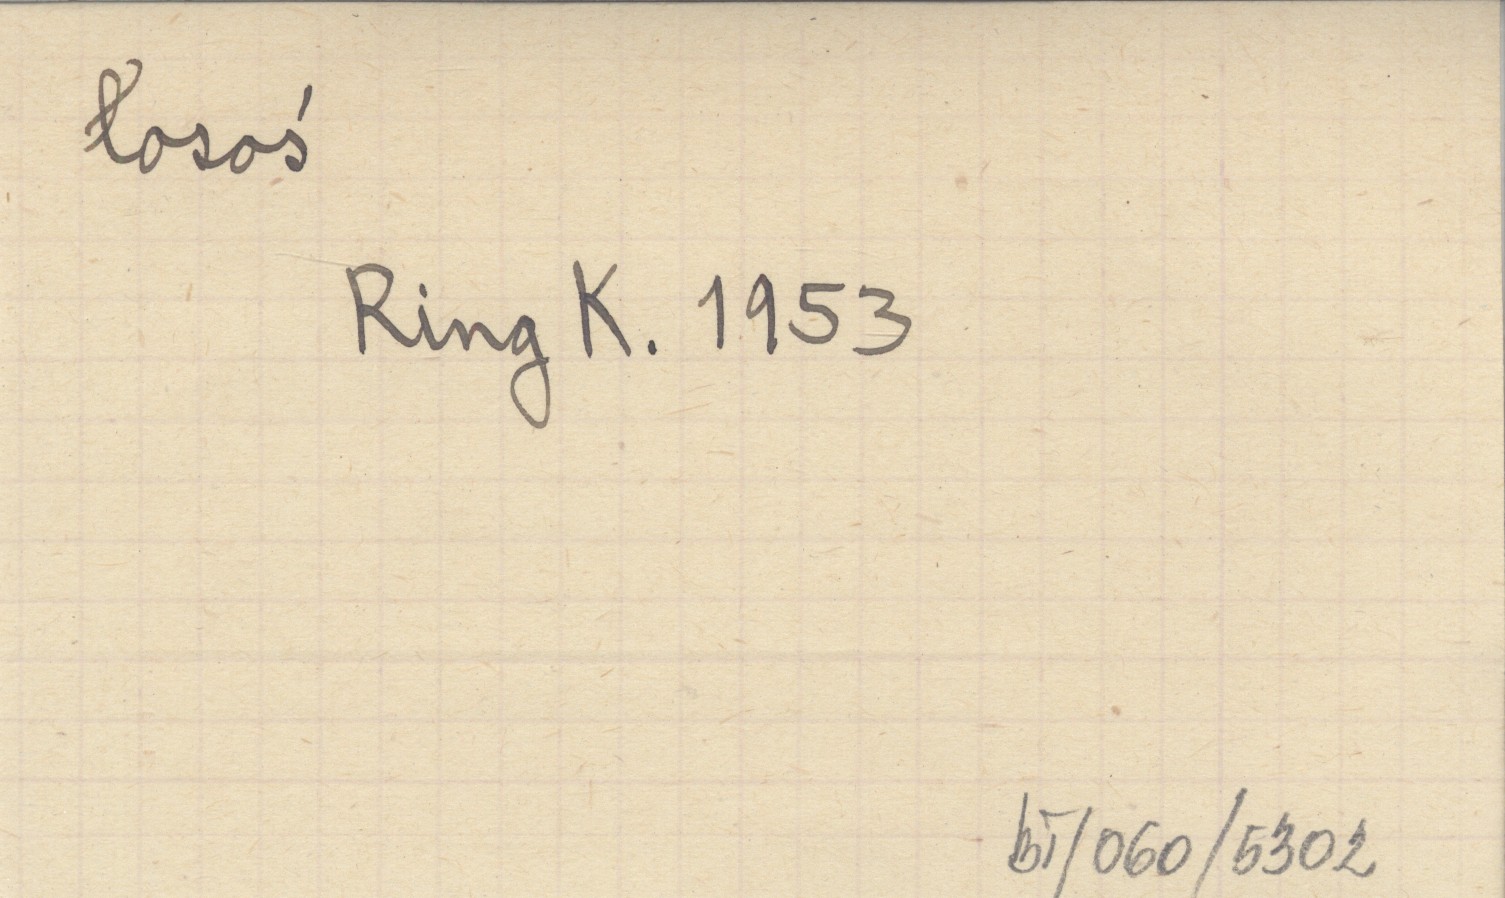 łosoś
Ring K. 1953
bI/060/5302